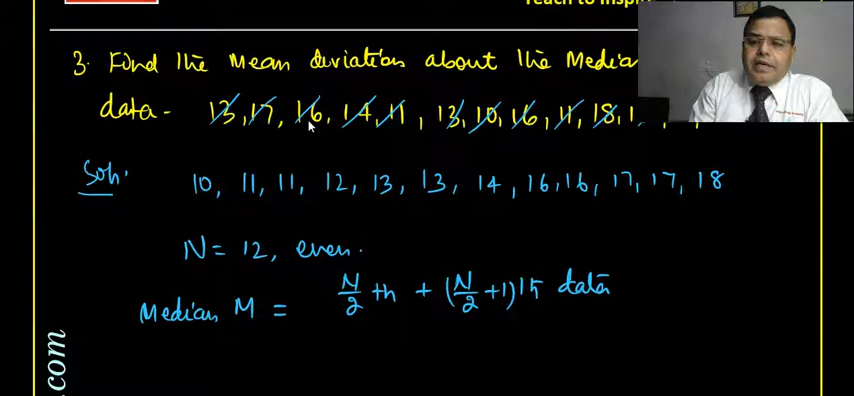 Teach to Inspi
3. Find the Mean deviation about the Median
data- 13, 17, 16, 14, 11, 13, 10, 16, 11, 18, 1
Soln. 10, 11, 11, 12, 13, 13, 14, 16, 16, 17, 17, 18
N = 12, even.
Median M = N/2 th + (N/2 +1)th data
.com